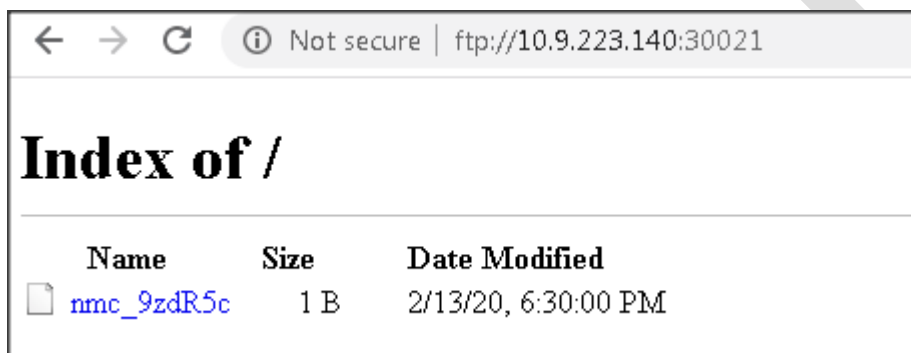 Not secure | ftp://10.9.223.140:30021
Index of /
Name Size Date Modified
nmc_9zdR5c 1 B 2/13/20, 6:30:00 PM